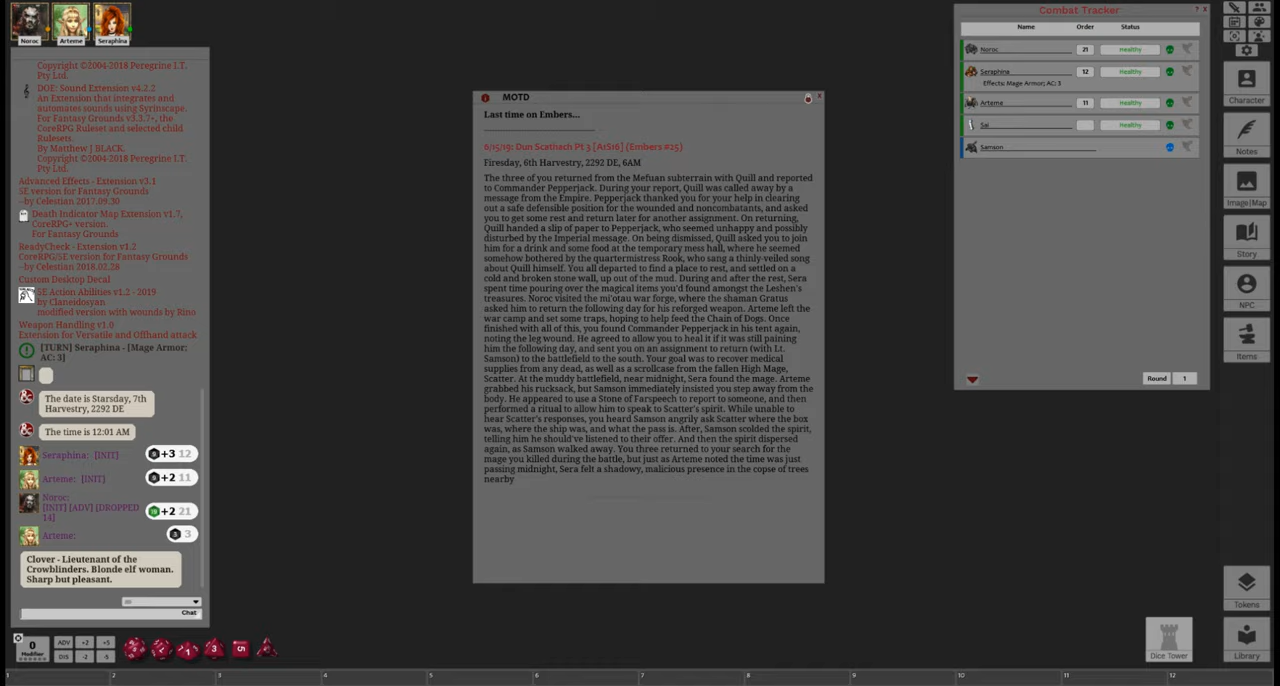 Noroc
Arteme
Seraphina
Copyright ©2004-2018 Peregrine I.T.
Pty Ltd.
DOE: Sound Extension v4.2.2
An Extension that integrates and
automates sounds using Syrinscape.
For Fantasy Grounds v3.3.7+, the
CoreRPG Ruleset and selected child
Rulesets.
By Matthew J BLACK.
Copyright ©2004-2018 Peregrine I.T.
Pty Ltd.
Advanced Effects - Extension v3.1
5E version for Fantasy Grounds
--by Celestian 2017.09.30
Death Indicator Map Extension v1.7,
CoreRPG+ version.
For Fantasy Grounds
ReadyCheck - Extension v1.2
CoreRPG/5E version for Fantasy Grounds
--by Celestian 2018.02.28
Custom Desktop Decal
5E Action Abilities v1.2 - 2019
by Claneidosyan
modified version with wounds by Rino
Weapon Handling v1.0
Extension for Vervatile and Offhand attack
[TURN] Seraphina - [Mage Armor;
AC: 3]
The date is Starsday, 7th
Harvestry, 2292 DE
The time is 12:01 AM
Seraphina: [INIT]
+3 12
Arteme: [INIT]
+2 11
Noroc:
[INIT] [ADV] [DROPPED
14]
+2 21
Arteme:
3
Clover - Lieutenant of the
Crowblinders. Blonde elf woman.
Sharp but pleasant.
Chat
0
Modifier
ADV
+2
+5
DIS
-2
-5
MOTD
x
Last time on Embers...
6/15/19: Dun Scathach Pt 3 [ArS16] (Embers #25)
Firesday, 6th Harvestry, 2292 DE, 6AM
The three of you returned from the Mefuan subterrain with Quill and reported
to Commander Pepperjack. During your report, Quill was called away by a
message from the Empire. Pepperjack thanked you for your help in clearing
out a safe defensible position for the wounded and noncombatants, and asked
you to get some rest and return later for another assignment. On returning,
Quill handed a slip of paper to Pepperjack, who seemed unhappy and possibly
disturbed by the Imperial message. On being dismissed, Quill asked you to join
him for a drink and some food at the temporary mess hall, where he seemed
somehow bothered by the quartermistress Rook, who sang a thinly-veiled song
about Quill himself. You all departed to find a place to rest, and settled on a
cold and broken stone wall, up out of the mud. During and after the rest, Sera
spent time pouring over the magical items you'd found amongst the Leshen's
treasures. Noroc visited the mi'otau war forge, where the shaman Gratus
asked him to return the following day for his reforged weapon. Arteme left the
war camp and set some traps, hoping to help feed the Chain of Dogs. Once
finished with all of this, you found Commander Pepperjack in his tent again,
noting the leg wound. He agreed to allow you to heal it if it was still paining
him the following day, and sent you on an assignment to return (with Lt.
Samson) to the battlefield to the south. Your goal was to recover medical
supplies from any dead, as well as a scrollcase from the fallen High Mage,
Scatter. At the muddy battlefield, near midnight, Sera found the mage. Arteme
grabbed his rucksack, but Samson immediately insisted you step away from the
body. He appeared to use a Stone of Farspeech to report to someone, and then
performed a ritual to allow him to speak to Scatter's spirit. While unable to
hear Scatter's responses, you heard Samson angrily ask Scatter where the box
was, where the ship was, and what the pass is. After, Samson scolded the spirit,
telling him he should've listened to their offer. And then the spirit dispersed
again, as Samson walked away. You three returned to your search for the
mage you killed during the battle, but just as Arteme noted the time was just
passing midnight, Sera felt a shadowy, malicious presence in the copse of trees
nearby
Combat Tracker
? x
Name
Order
Status
Noroc
21
Healthy
Seraphina
12
Healthy
Effects: Mage Armor; AC: 3
Arteme
11
Healthy
Sai
Healthy
Samson
Round
1
Character
Notes
Image|Map
Story
NPC
Items
Tokens
Library
Dice Tower
1
2
3
4
5
6
7
8
9
10
11
12